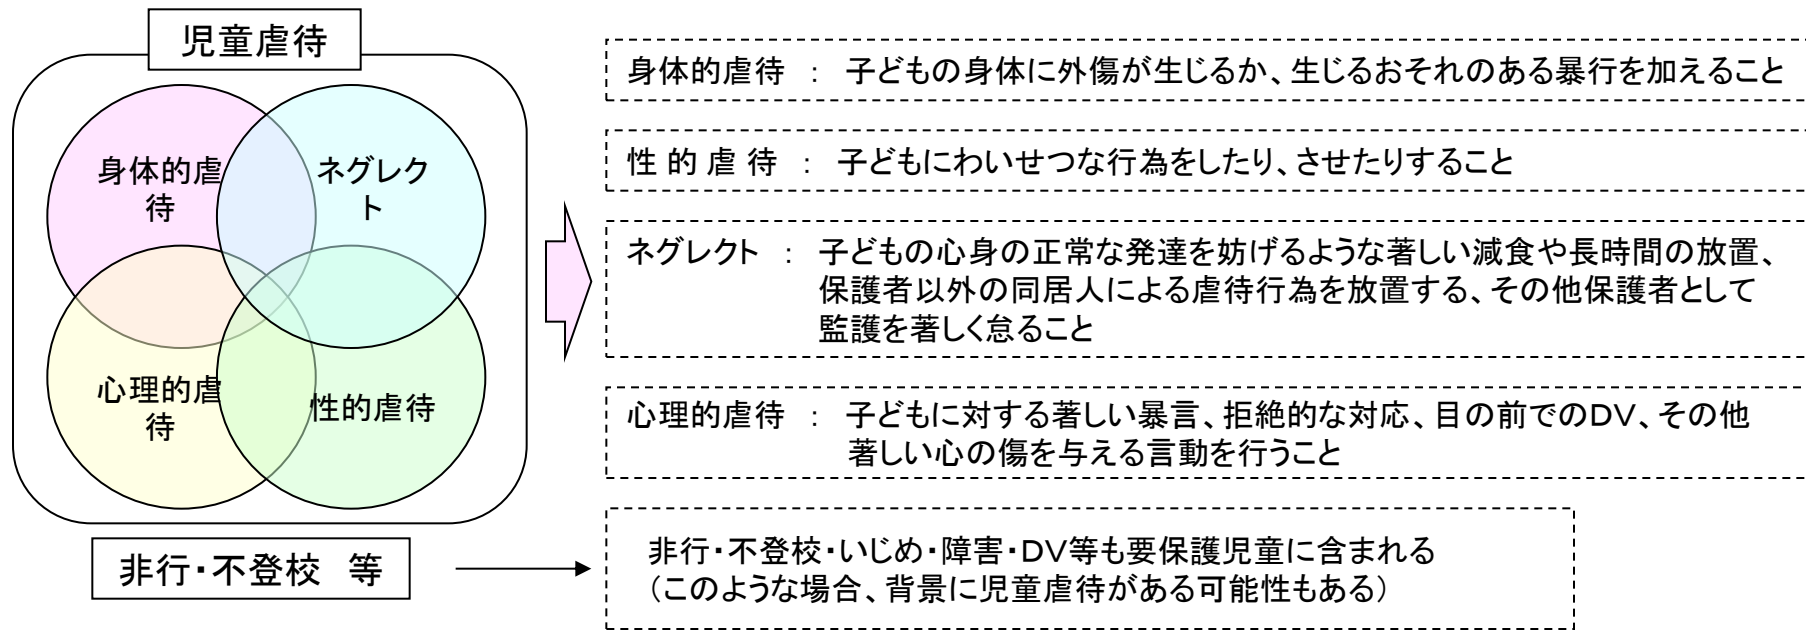 児童虐待
身体的虐
待
ネグレク
ト
心理的虐
待
性的虐待
非行・不登校　等
身体的虐待　：　子どもの身体に外傷が生じるか、生じるおそれのある暴行を加えること
性 的 虐 待　：　子どもにわいせつな行為をしたり、させたりすること
ネグレクト　：　子どもの心身の正常な発達を妨げるような著しい減食や長時間の放置、
保護者以外の同居人による虐待行為を放置する、その他保護者として
監護を著しく怠ること
心理的虐待　：　子どもに対する著しい暴言、拒絶的な対応、目の前でのDV、その他
著しい心の傷を与える言動を行うこと
非行・不登校・いじめ・障害・DV等も要保護児童に含まれる
（このような場合、背景に児童虐待がある可能性もある）